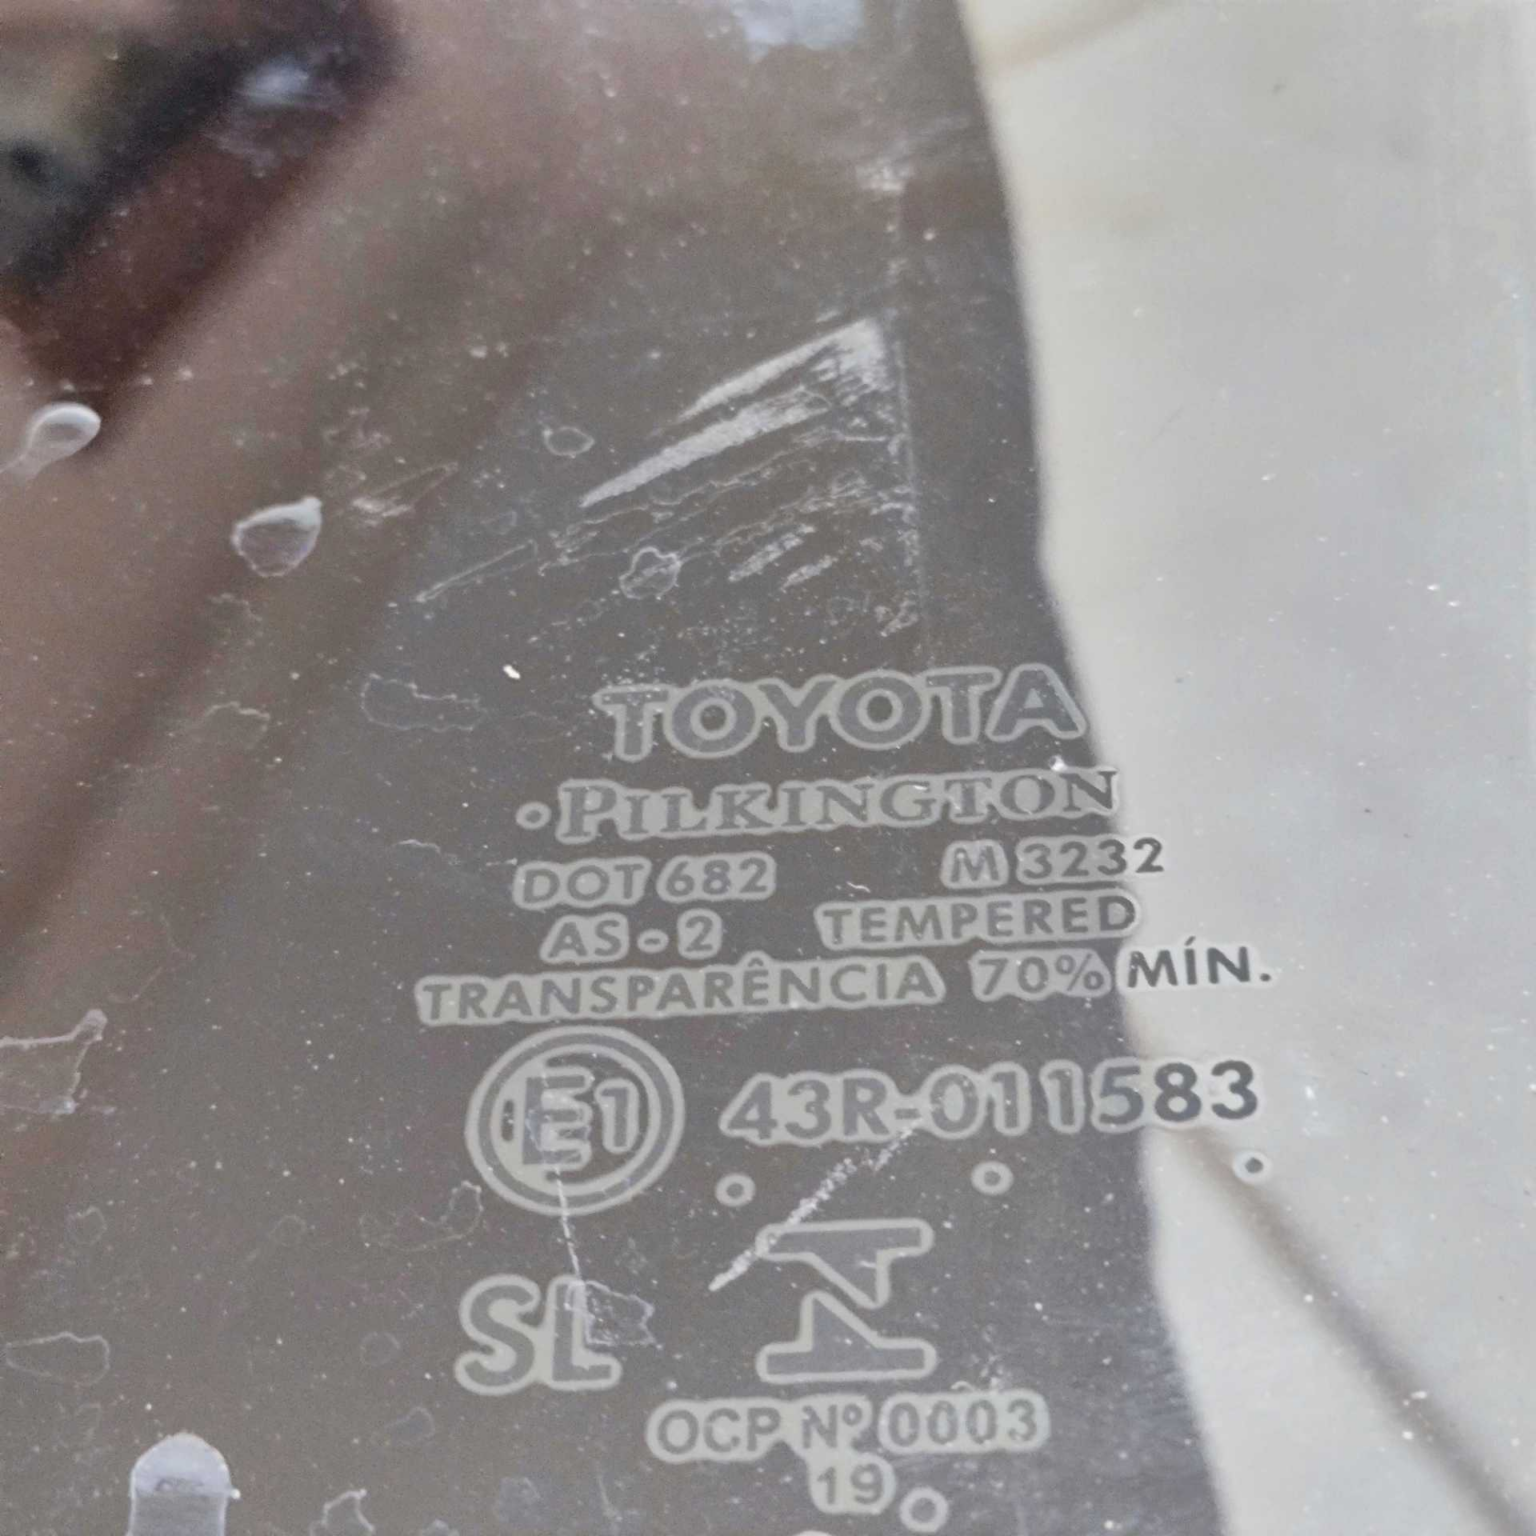 TOYOTA
PILKINGTON
DOT 682 M 3232
AS-2 TEMPERED
TRANSPARÊNCIA 70% MÍN.
E1 43R-011583
SL
OCP Nº 0003
19